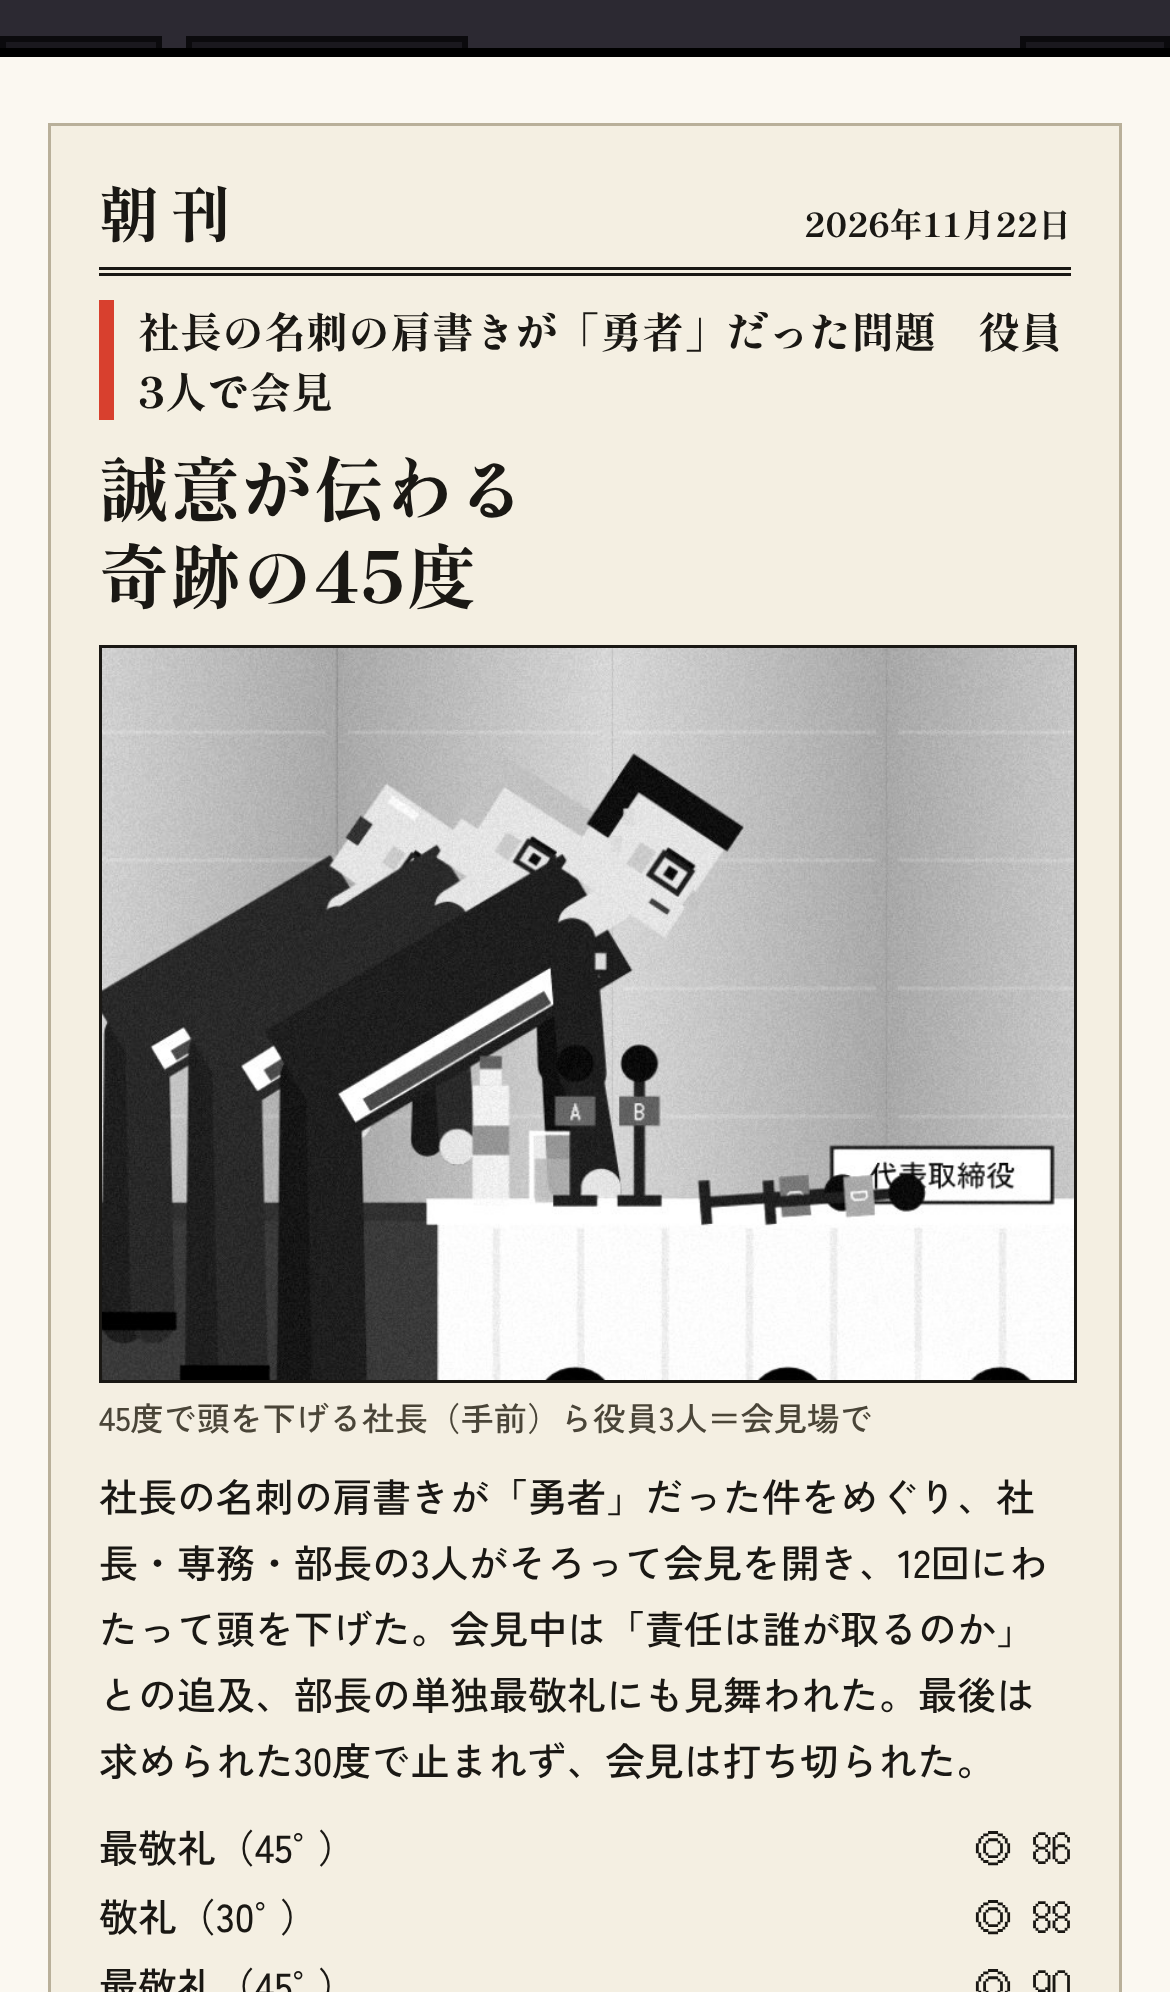 朝刊
2026年11月22日
社長の名刺の肩書きが「勇者」だった問題　役員
3人で会見
誠意が伝わる
奇跡の45度
A
B
D
代表取締役
45度で頭を下げる社長（手前）ら役員3人＝会見場で
社長の名刺の肩書きが「勇者」だった件をめぐり、社
長・専務・部長の3人がそろって会見を開き、12回にわ
たって頭を下げた。会見中は「責任は誰が取るのか」
との追及、部長の単独最敬礼にも見舞われた。最後は
求められた30度で止まれず、会見は打ち切られた。
最敬礼（45°） ◎ 86
敬礼（30°） ◎ 88
最敬礼（45°） ◎ 90